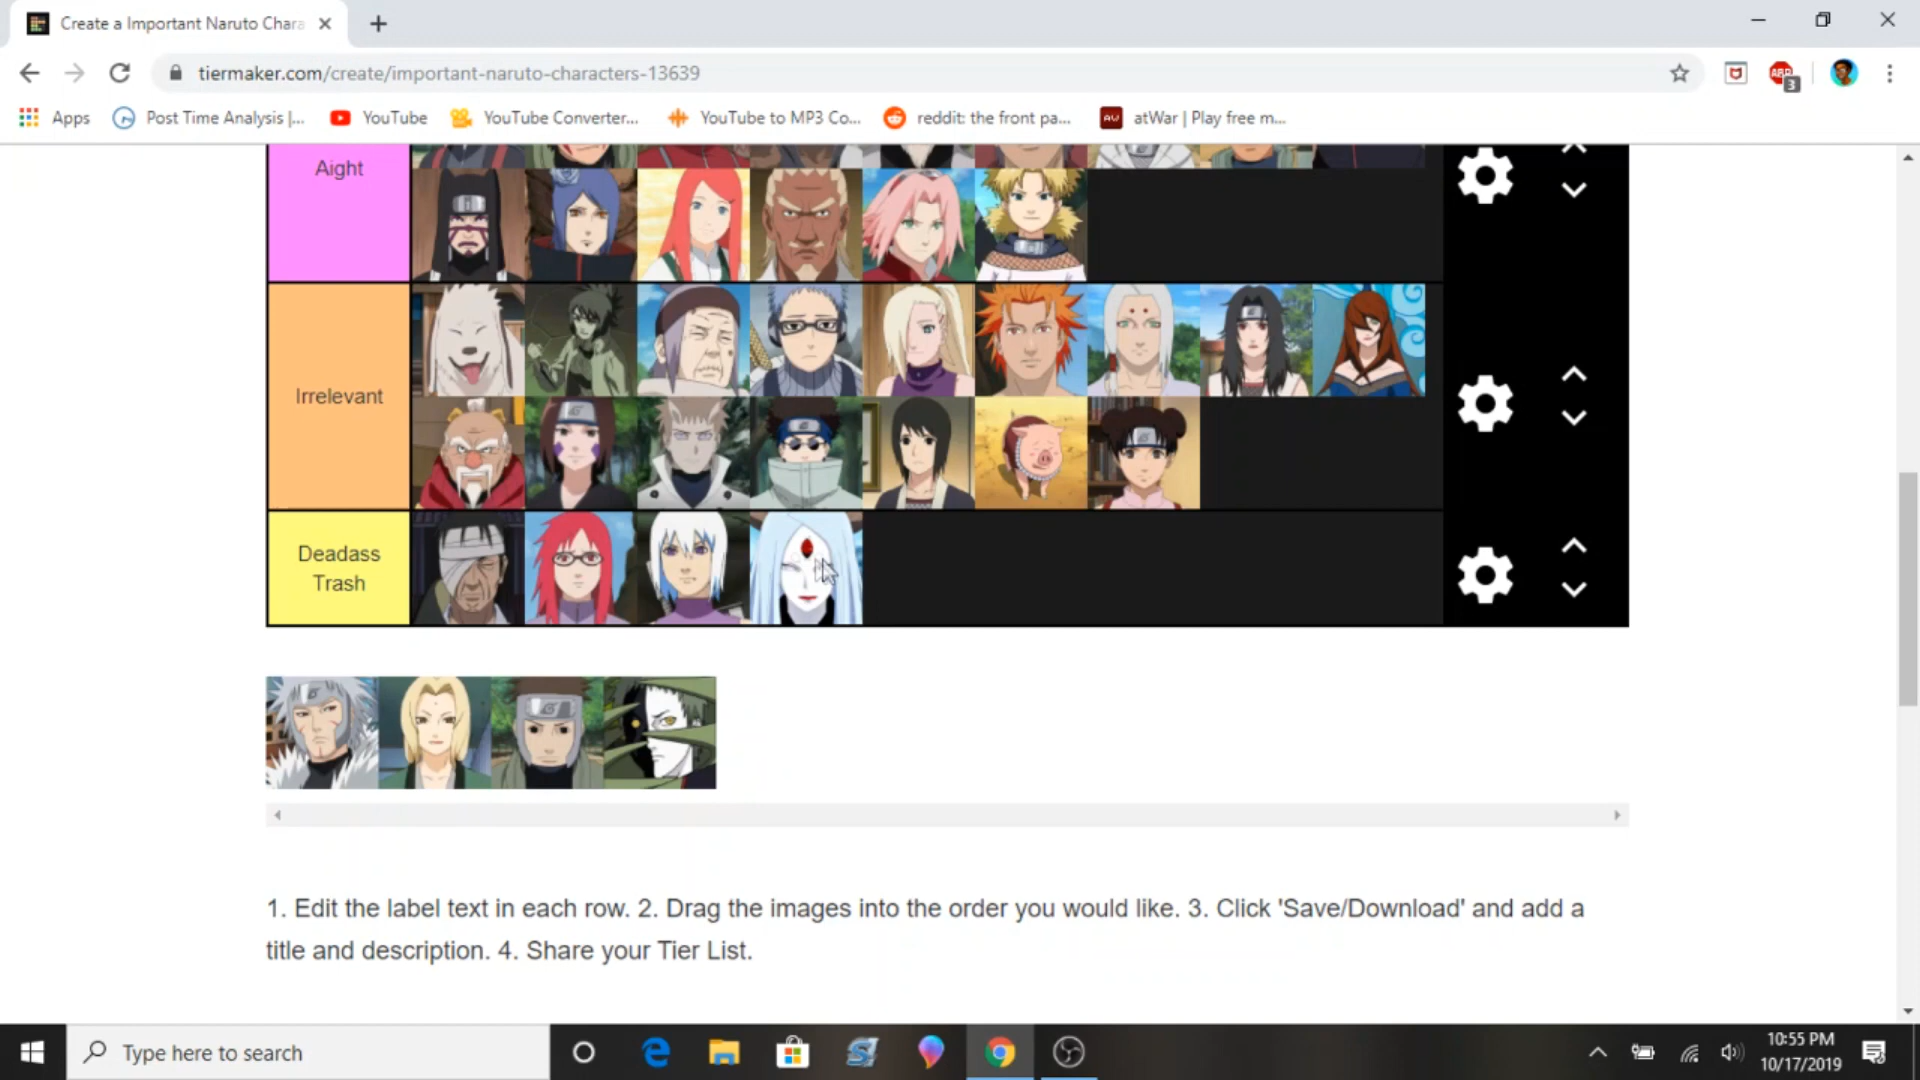 Create a Important Naruto Chara
tiermaker.com/create/important-naruto-characters-13639
ABP
3
Apps
Post Time Analysis |...
YouTube
YouTube Converter...
YouTube to MP3 Co...
reddit: the front pa...
AW
atWar | Play free m...
Aight
Irrelevant
Deadass
Trash
1. Edit the label text in each row. 2. Drag the images into the order you would like. 3. Click 'Save/Download' and add a
title and description. 4. Share your Tier List.
Type here to search
10:55 PM
10/17/2019